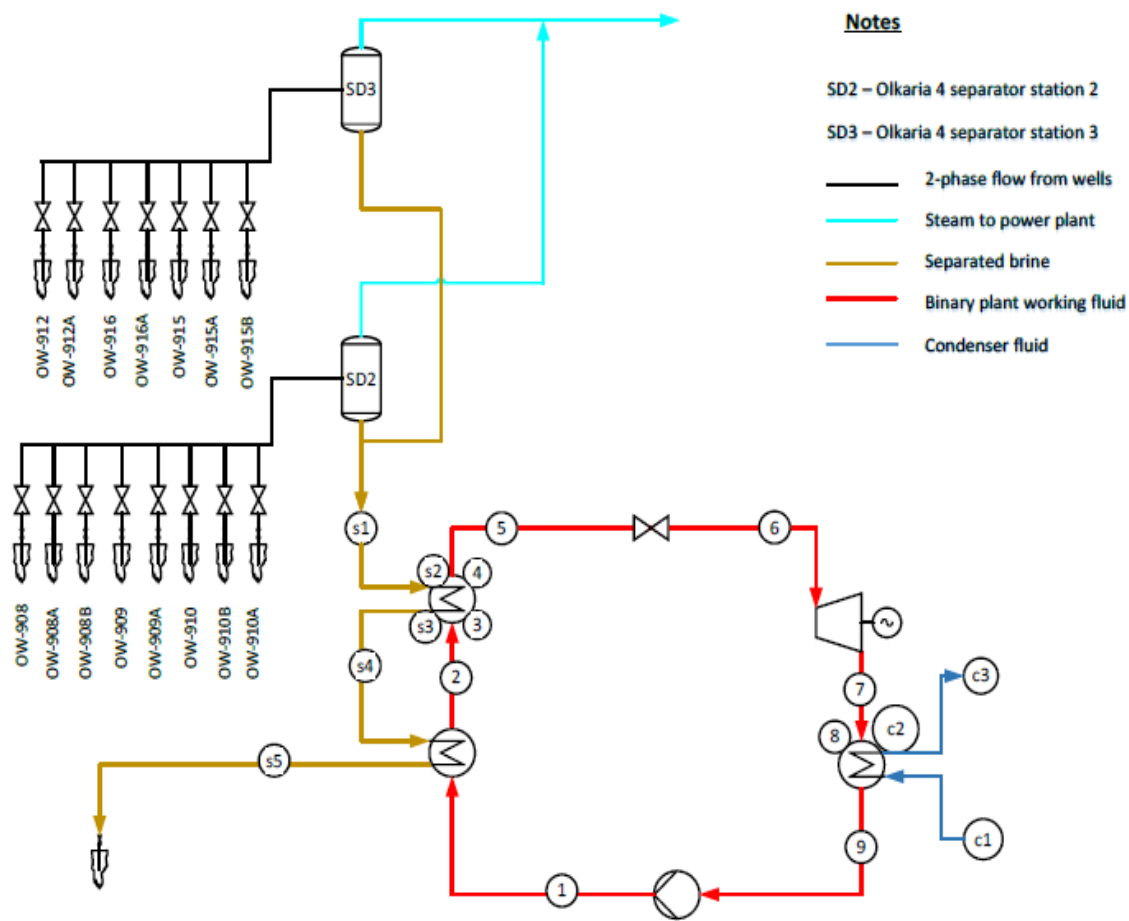 Notes
SD2 – Olkaria 4 separator station 2
SD3 – Olkaria 4 separator station 3
2-phase flow from wells
Steam to power plant
Separated brine
Binary plant working fluid
Condenser fluid
SD3
OW-912
OW-912A
OW-916
OW-916A
OW-915
OW-915A
OW-915B
SD2
OW-908
OW-908A
OW-908B
OW-909
OW-909A
OW-910
OW-910B
OW-910A
s1
5
6
s2
4
s3
3
~
s4
2
7
c3
8
c2
s5
9
c1
1